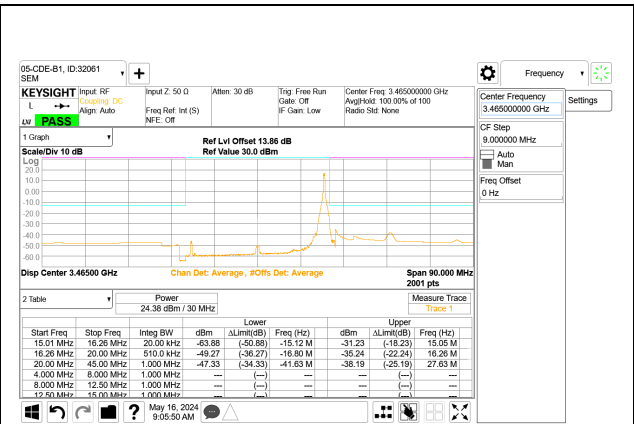 05-CDE-B1, ID:32061
SEM
+
Frequency
KEYSIGHT
L
LXI
PASS
Input: RF
Coupling: DC
Align: Auto
Input Z: 50 Ω
Freq Ref: Int (S)
NFE: Off
Atten: 30 dB
Trig: Free Run
Gate: Off
IF Gain: Low
Center Freq: 3.465000000 GHz
Avg|Hold: 100.00% of 100
Radio Std: None
Center Frequency
3.465000000 GHz
Settings
CF Step
9.000000 MHz
Auto
Man
Freq Offset
0 Hz
1 Graph
Scale/Div 10 dB
Ref Lvl Offset 13.86 dB
Ref Value 30.0 dBm
Log
20.0
10.0
0.00
-10.0
-20.0
-30.0
-40.0
-50.0
-60.0
Disp Center 3.46500 GHz
Chan Det: Average, #Offs Det: Average
Span 90.000 MHz
2001 pts
2 Table
Power
24.38 dBm / 30 MHz
Measure Trace
Trace 1
Lower Upper
Start Freq Stop Freq Integ BW dBm ΔLimit(dB) Freq (Hz) dBm ΔLimit(dB) Freq (Hz)
15.01 MHz 16.26 MHz 20.00 kHz -63.88 (-50.88) -15.12 M -31.23 (-18.23) 15.05 M
16.26 MHz 20.00 MHz 510.0 kHz -49.27 (-36.27) -16.80 M -35.24 (-22.24) 16.26 M
20.00 MHz 45.00 MHz 1.000 MHz -47.33 (-34.33) -41.63 M -38.19 (-25.19) 27.63 M
4.000 MHz 8.000 MHz 1.000 MHz --- (---) --- --- (---) ---
8.000 MHz 12.50 MHz 1.000 MHz --- (---) --- --- (---) ---
12.50 MHz 15.00 MHz 1.000 MHz --- (---) --- --- (---) ---
?
May 16, 2024
9:05:50 AM